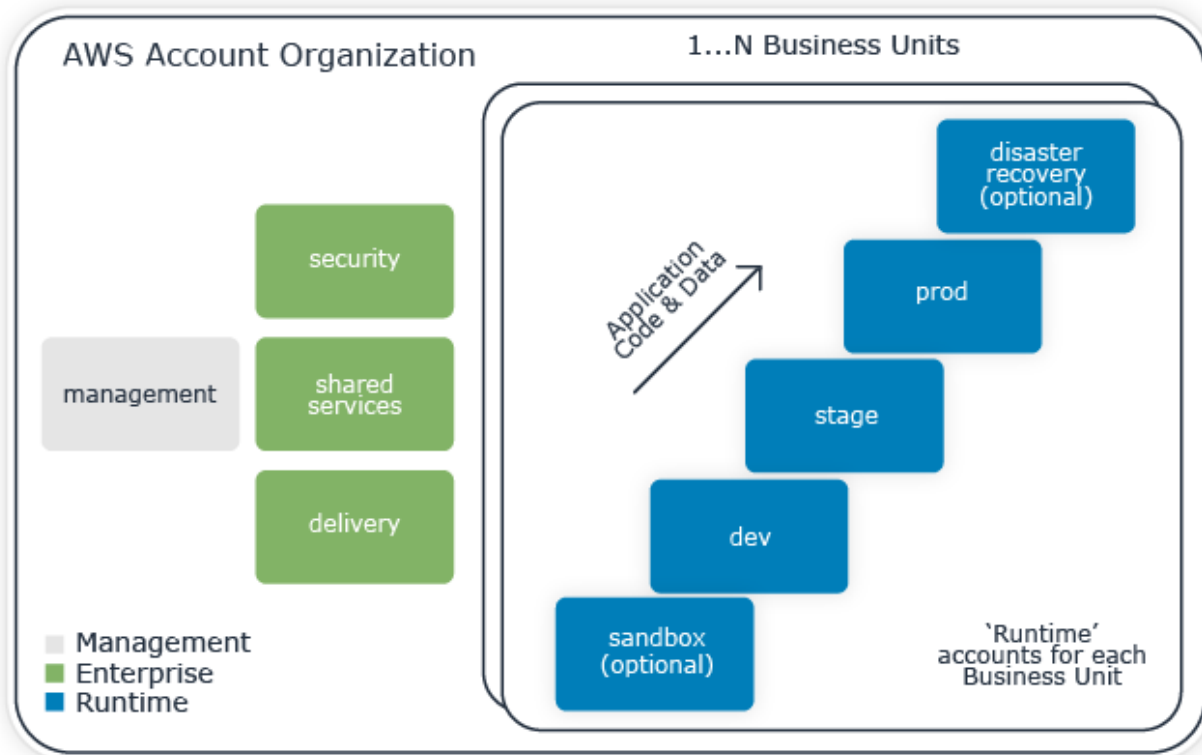 AWS Account Organization
1...N Business Units
disaster
recovery
(optional)
security
Application
Code & Data
prod
management
shared
services
stage
delivery
dev
sandbox
(optional)
‘Runtime’
accounts for each
Business Unit
Management
Enterprise
Runtime